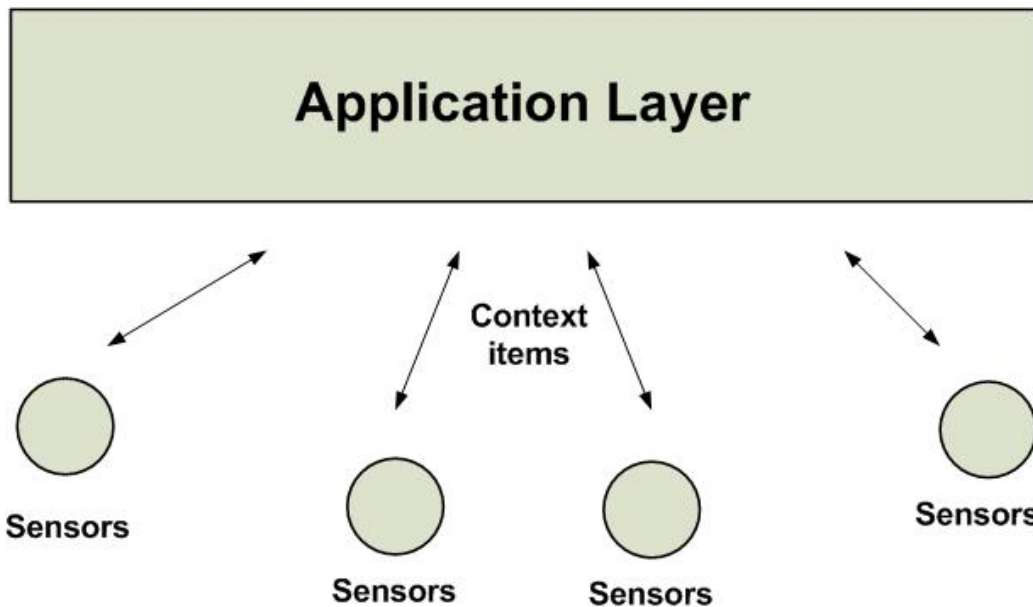 Application Layer
Context
items
Sensors
Sensors
Sensors
Sensors